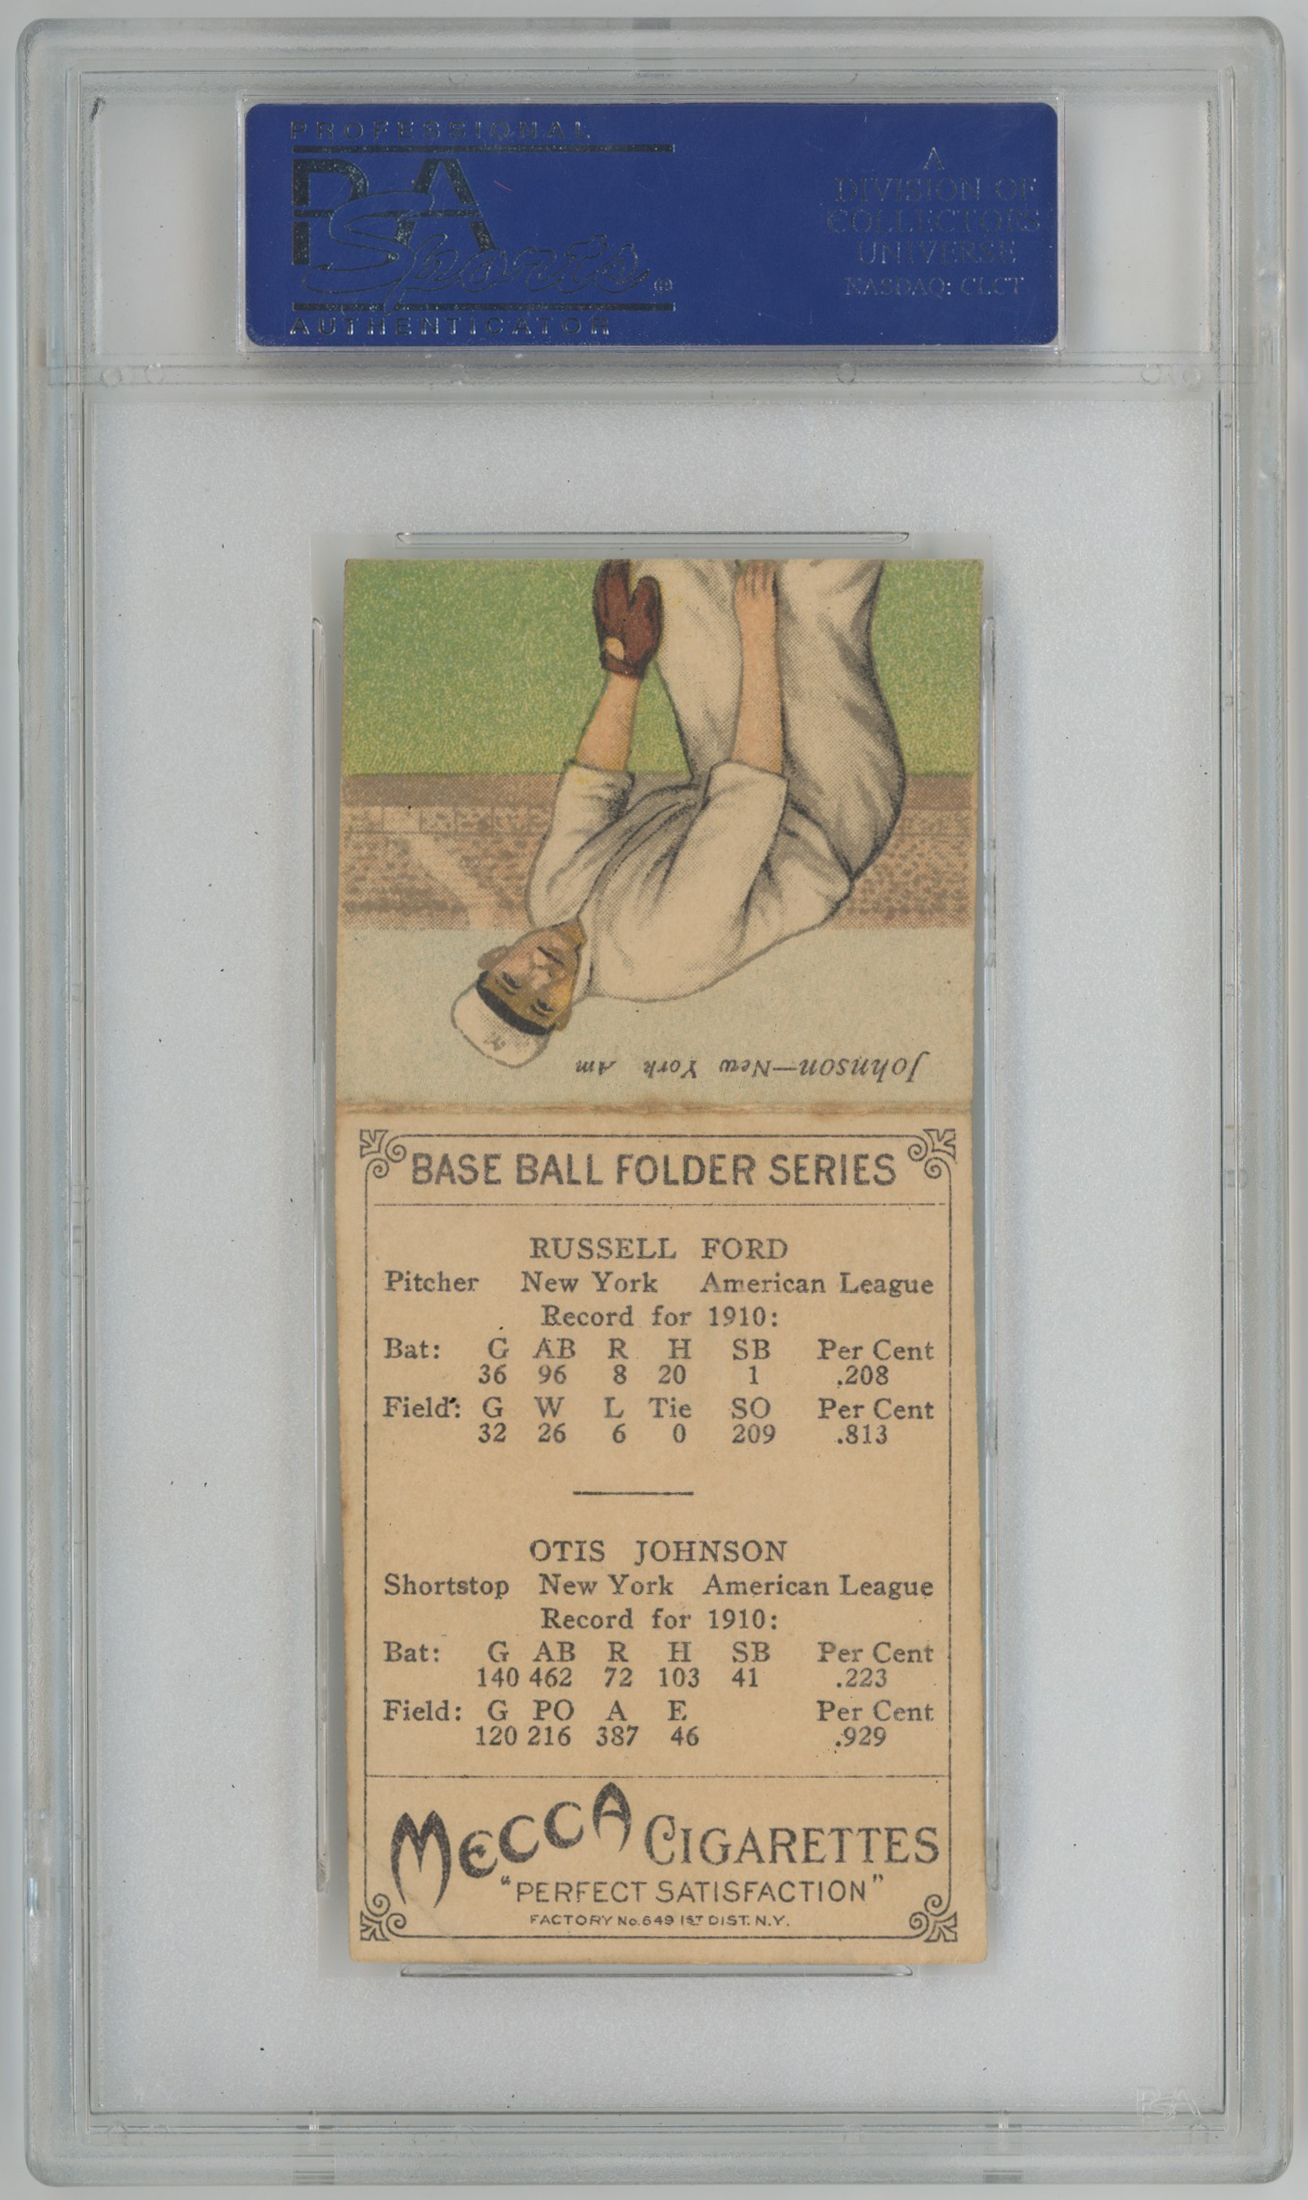 PROFESSIONAL
PSA
Sports
AUTHENTICATOR
A
DIVISION OF
COLLECTORS
UNIVERSE
NASDAQ: CLCT
Johnson—New York Am
BASE BALL FOLDER SERIES
RUSSELL FORD
Pitcher New York American League
Record for 1910:
Bat: G AB R H SB Per Cent
36 96 8 20 1 .208
Field: G W L Tie SO Per Cent
32 26 6 0 209 .813
OTIS JOHNSON
Shortstop New York American League
Record for 1910:
Bat: G AB R H SB Per Cent
140 462 72 103 41 .223
Field: G PO A E Per Cent
120 216 387 46 .929
MECCA CIGARETTES
"PERFECT SATISFACTION"
FACTORY No. 649 1ST DIST. N.Y.
PSA